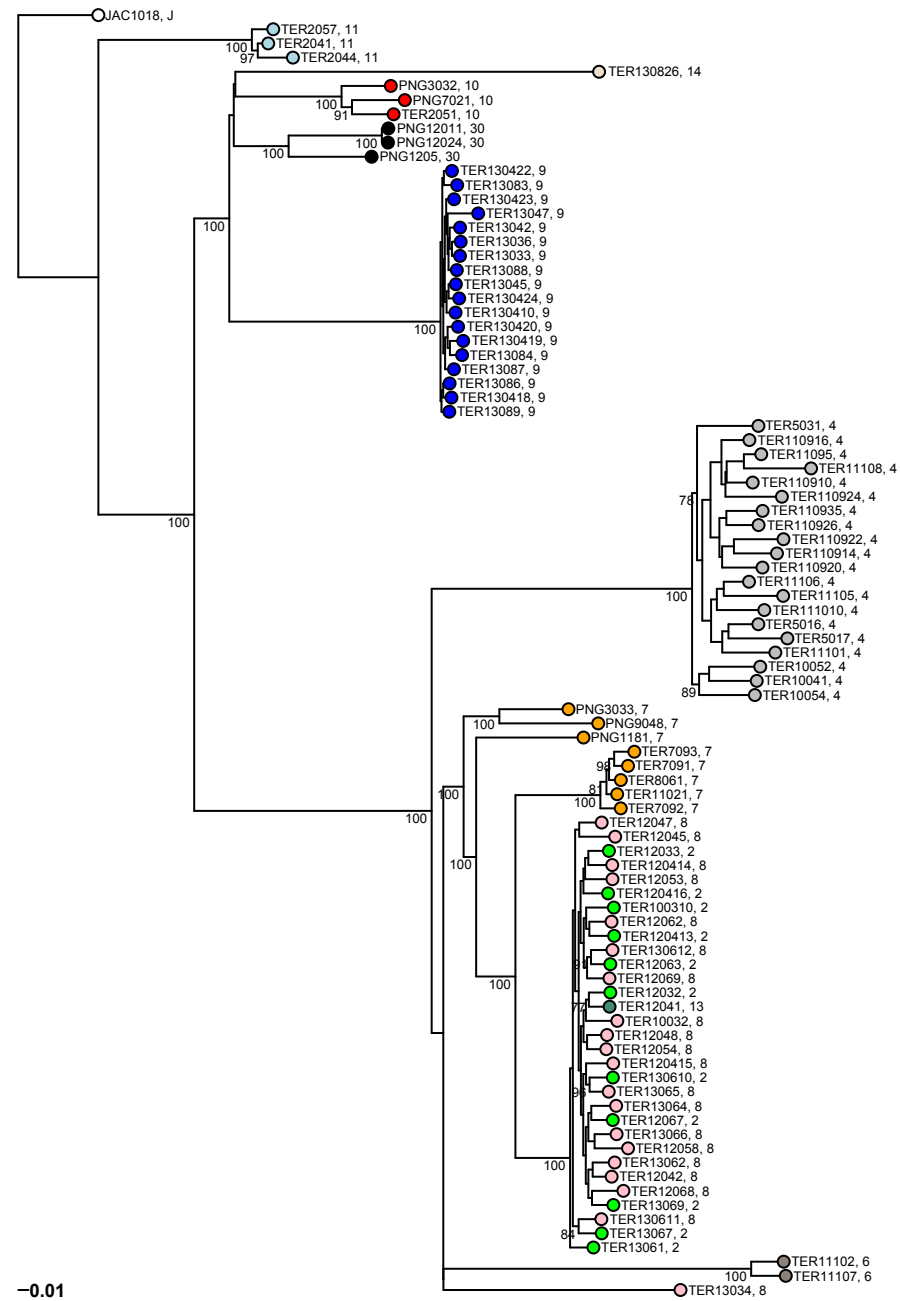 JAC1018, J
TER2057, 11
100
TER2041, 11
97
TER2044, 11
TER130826, 14
PNG3032, 10
100
PNG7021, 10
91
TER2051, 10
PNG12011, 30
100
PNG12024, 30
100
PNG1205, 30
TER130422, 9
TER13083, 9
TER130423, 9
TER13047, 9
100
TER13042, 9
TER13036, 9
TER13033, 9
TER13088, 9
TER13045, 9
TER130424, 9
TER130410, 9
TER130420, 9
100
TER130419, 9
TER13084, 9
TER13087, 9
TER13086, 9
TER130418, 9
TER13089, 9
TER5031, 4
TER110916, 4
TER11095, 4
TER11108, 4
TER110910, 4
TER110924, 4
78
TER110935, 4
100
TER110926, 4
TER110922, 4
TER110914, 4
TER110920, 4
TER11106, 4
100
TER11105, 4
TER111010, 4
TER5016, 4
TER5017, 4
TER11101, 4
TER10052, 4
TER10041, 4
89
TER10054, 4
PNG3033, 7
100
PNG9048, 7
PNG1181, 7
TER7093, 7
98
TER7091, 7
TER8061, 7
81
100
TER11021, 7
100
TER7092, 7
100
TER12047, 8
TER12045, 8
TER12033, 2
100
TER120414, 8
TER12053, 8
TER120416, 2
TER100310, 2
TER12062, 8
TER120413, 2
TER130612, 8
91
TER12063, 2
TER12069, 8
100
TER12032, 2
77
TER12041, 13
TER10032, 8
TER12048, 8
TER12054, 8
TER120415, 8
TER130610, 2
96
TER13065, 8
TER13064, 8
TER12067, 2
TER13066, 8
TER12058, 8
100
TER13062, 8
TER12042, 8
TER12068, 8
TER13069, 2
TER130611, 8
84
TER13067, 2
TER13061, 2
TER11102, 6
100
TER11107, 6
TER13034, 8
0.01